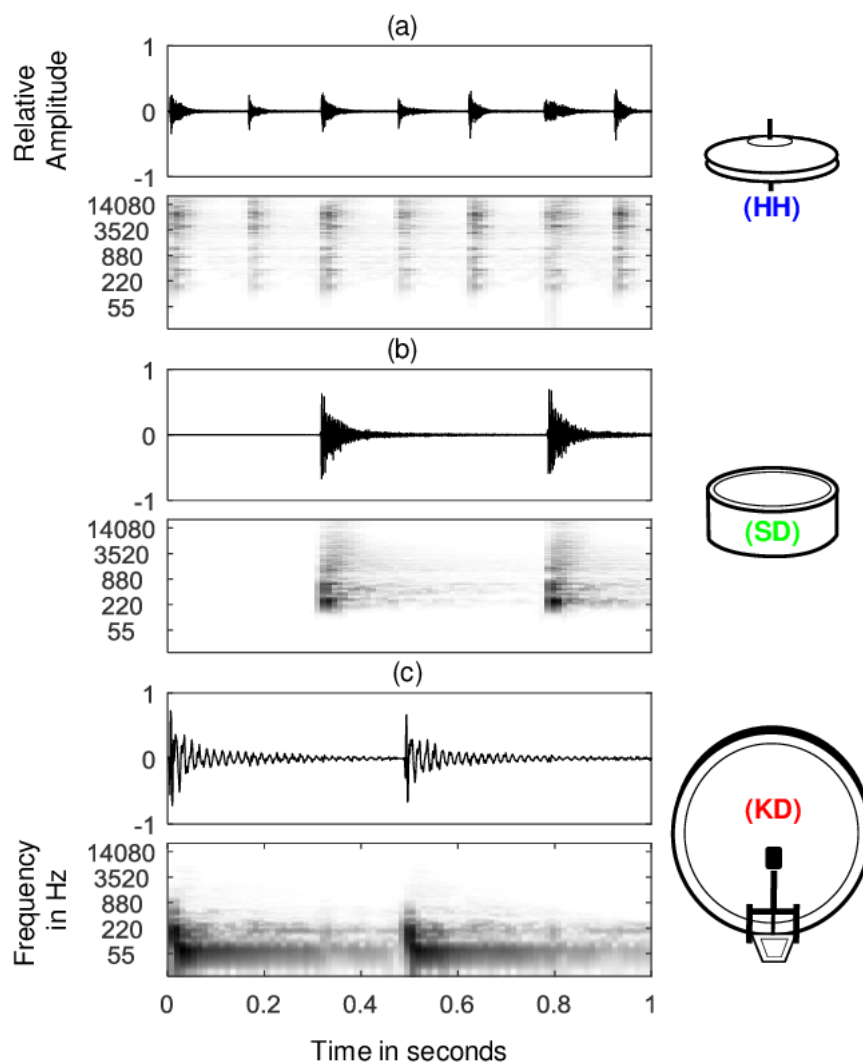 (a)
Relative
Amplitude
1
0
-1
14080
3520
880
220
55
(HH)
(b)
1
0
-1
14080
3520
880
220
55
(SD)
(c)
1
0
-1
Frequency
in Hz
14080
3520
880
220
55
(KD)
0 0.2 0.4 0.6 0.8 1
Time in seconds